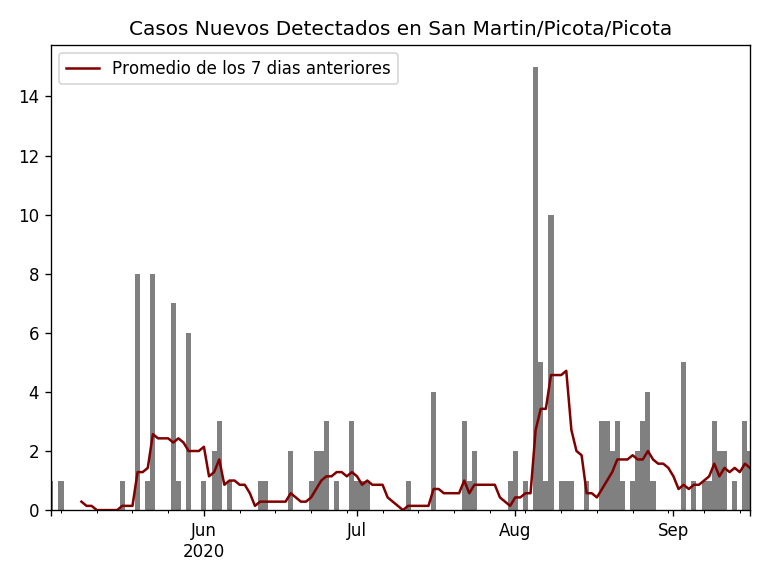 Casos Nuevos Detectados en San Martin/Picota/Picota
Promedio de los 7 dias anteriores
14
12
10
8
6
4
2
0
Jun
2020
Jul
Aug
Sep